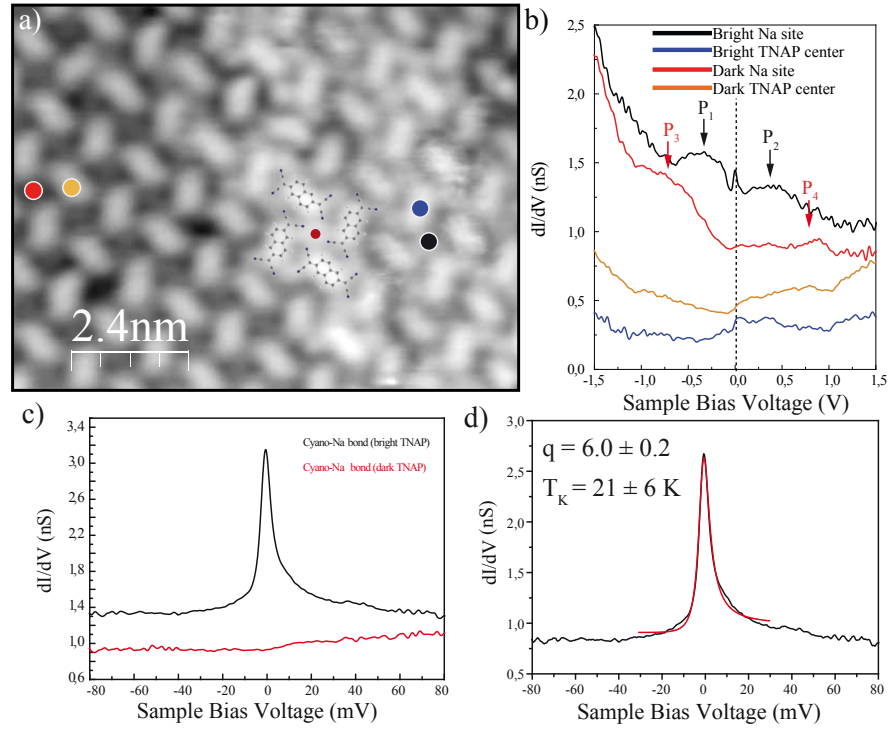 a)
2.4nm
b)
Bright Na site
Bright TNAP center
Dark Na site
Dark TNAP center
P1
P2
P3
P4
2,5
2,0
1,5
1,0
0,5
0,0
dI/dV (nS)
-1,5 -1,0 -0,5 0,0 0,5 1,0 1,5
Sample Bias Voltage (V)
c)
Cyano-Na bond (bright TNAP)
Cyano-Na bond (dark TNAP)
3,4
3,0
2,6
2,2
1,8
1,4
1,0
0,6
dI/dV (nS)
-80 -60 -40 -20 0 20 40 60 80
Sample Bias Voltage (mV)
d)
q = 6.0 ± 0.2
TK = 21 ± 6 K
3,0
2,5
2,0
1,5
1,0
0,5
dI/dV (nS)
-80 -60 -40 -20 0 20 40 60 80
Sample Bias Voltage (mV)